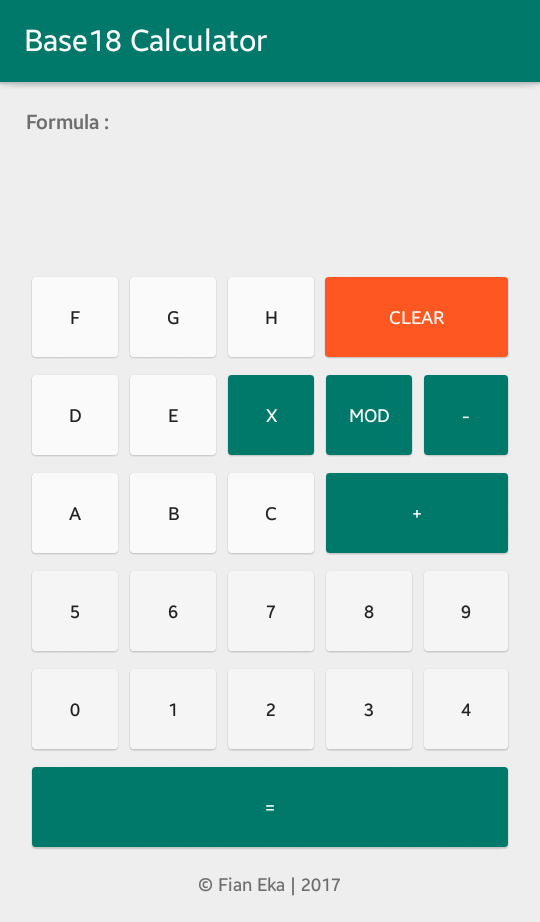 Base18 Calculator
Formula :
F G H CLEAR
D E X MOD -
A B C +
5 6 7 8 9
0 1 2 3 4
=
© Fian Eka | 2017